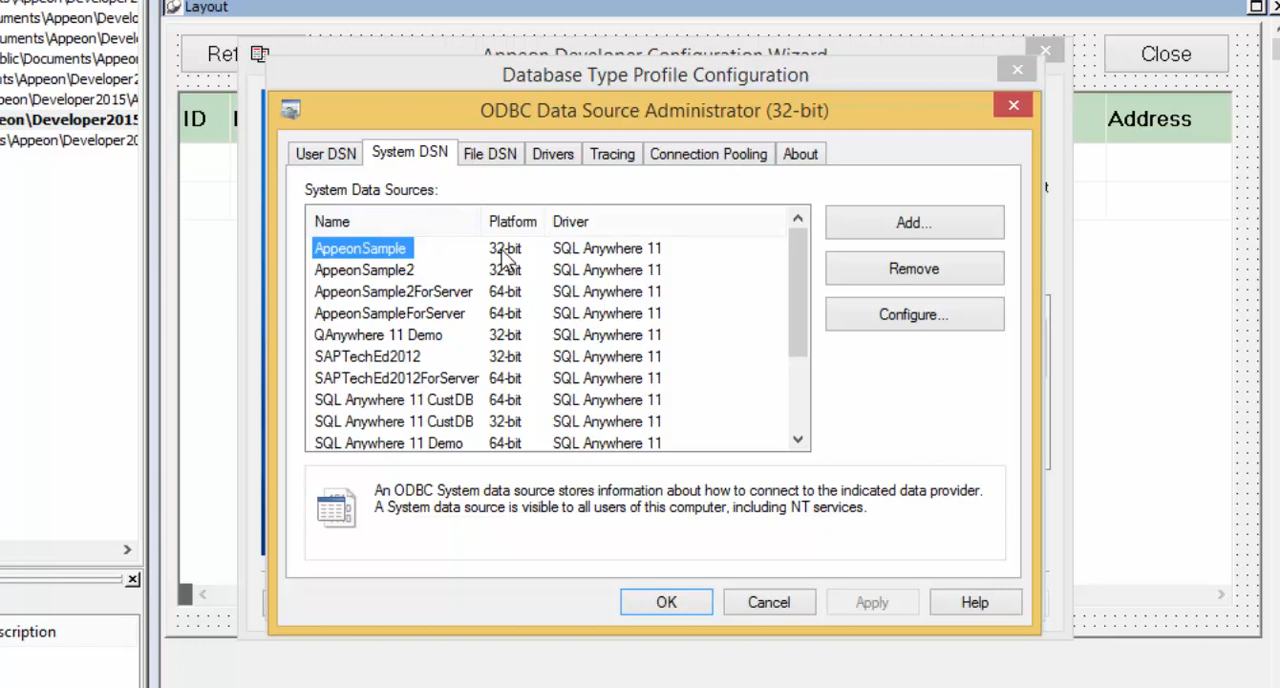 Layout
uments\Appeon\Develo
uments\Appeon\Develo
blic\Documents\Appeo
nts\Appeon\Developer2
peon\Developer2015\A
eon\Developer2015
s\Appeon\Developer20
Ref
Appeon Developer Configuration Wizard
Close
Database Type Profile Configuration
ID
Address
ODBC Data Source Administrator (32-bit)
User DSN System DSN File DSN Drivers Tracing Connection Pooling About
System Data Sources:
Name Platform Driver
AppeonSample 32-bit SQL Anywhere 11
AppeonSample2 32-bit SQL Anywhere 11
AppeonSample2ForServer 64-bit SQL Anywhere 11
AppeonSampleForServer 64-bit SQL Anywhere 11
QAnywhere 11 Demo 32-bit SQL Anywhere 11
SAPTechEd2012 32-bit SQL Anywhere 11
SAPTechEd2012ForServer 64-bit SQL Anywhere 11
SQL Anywhere 11 CustDB 64-bit SQL Anywhere 11
SQL Anywhere 11 CustDB 32-bit SQL Anywhere 11
SQL Anywhere 11 Demo 64-bit SQL Anywhere 11
Add...
Remove
Configure...
An ODBC System data source stores information about how to connect to the indicated data provider.
A System data source is visible to all users of this computer, including NT services.
OK Cancel Apply Help
scription